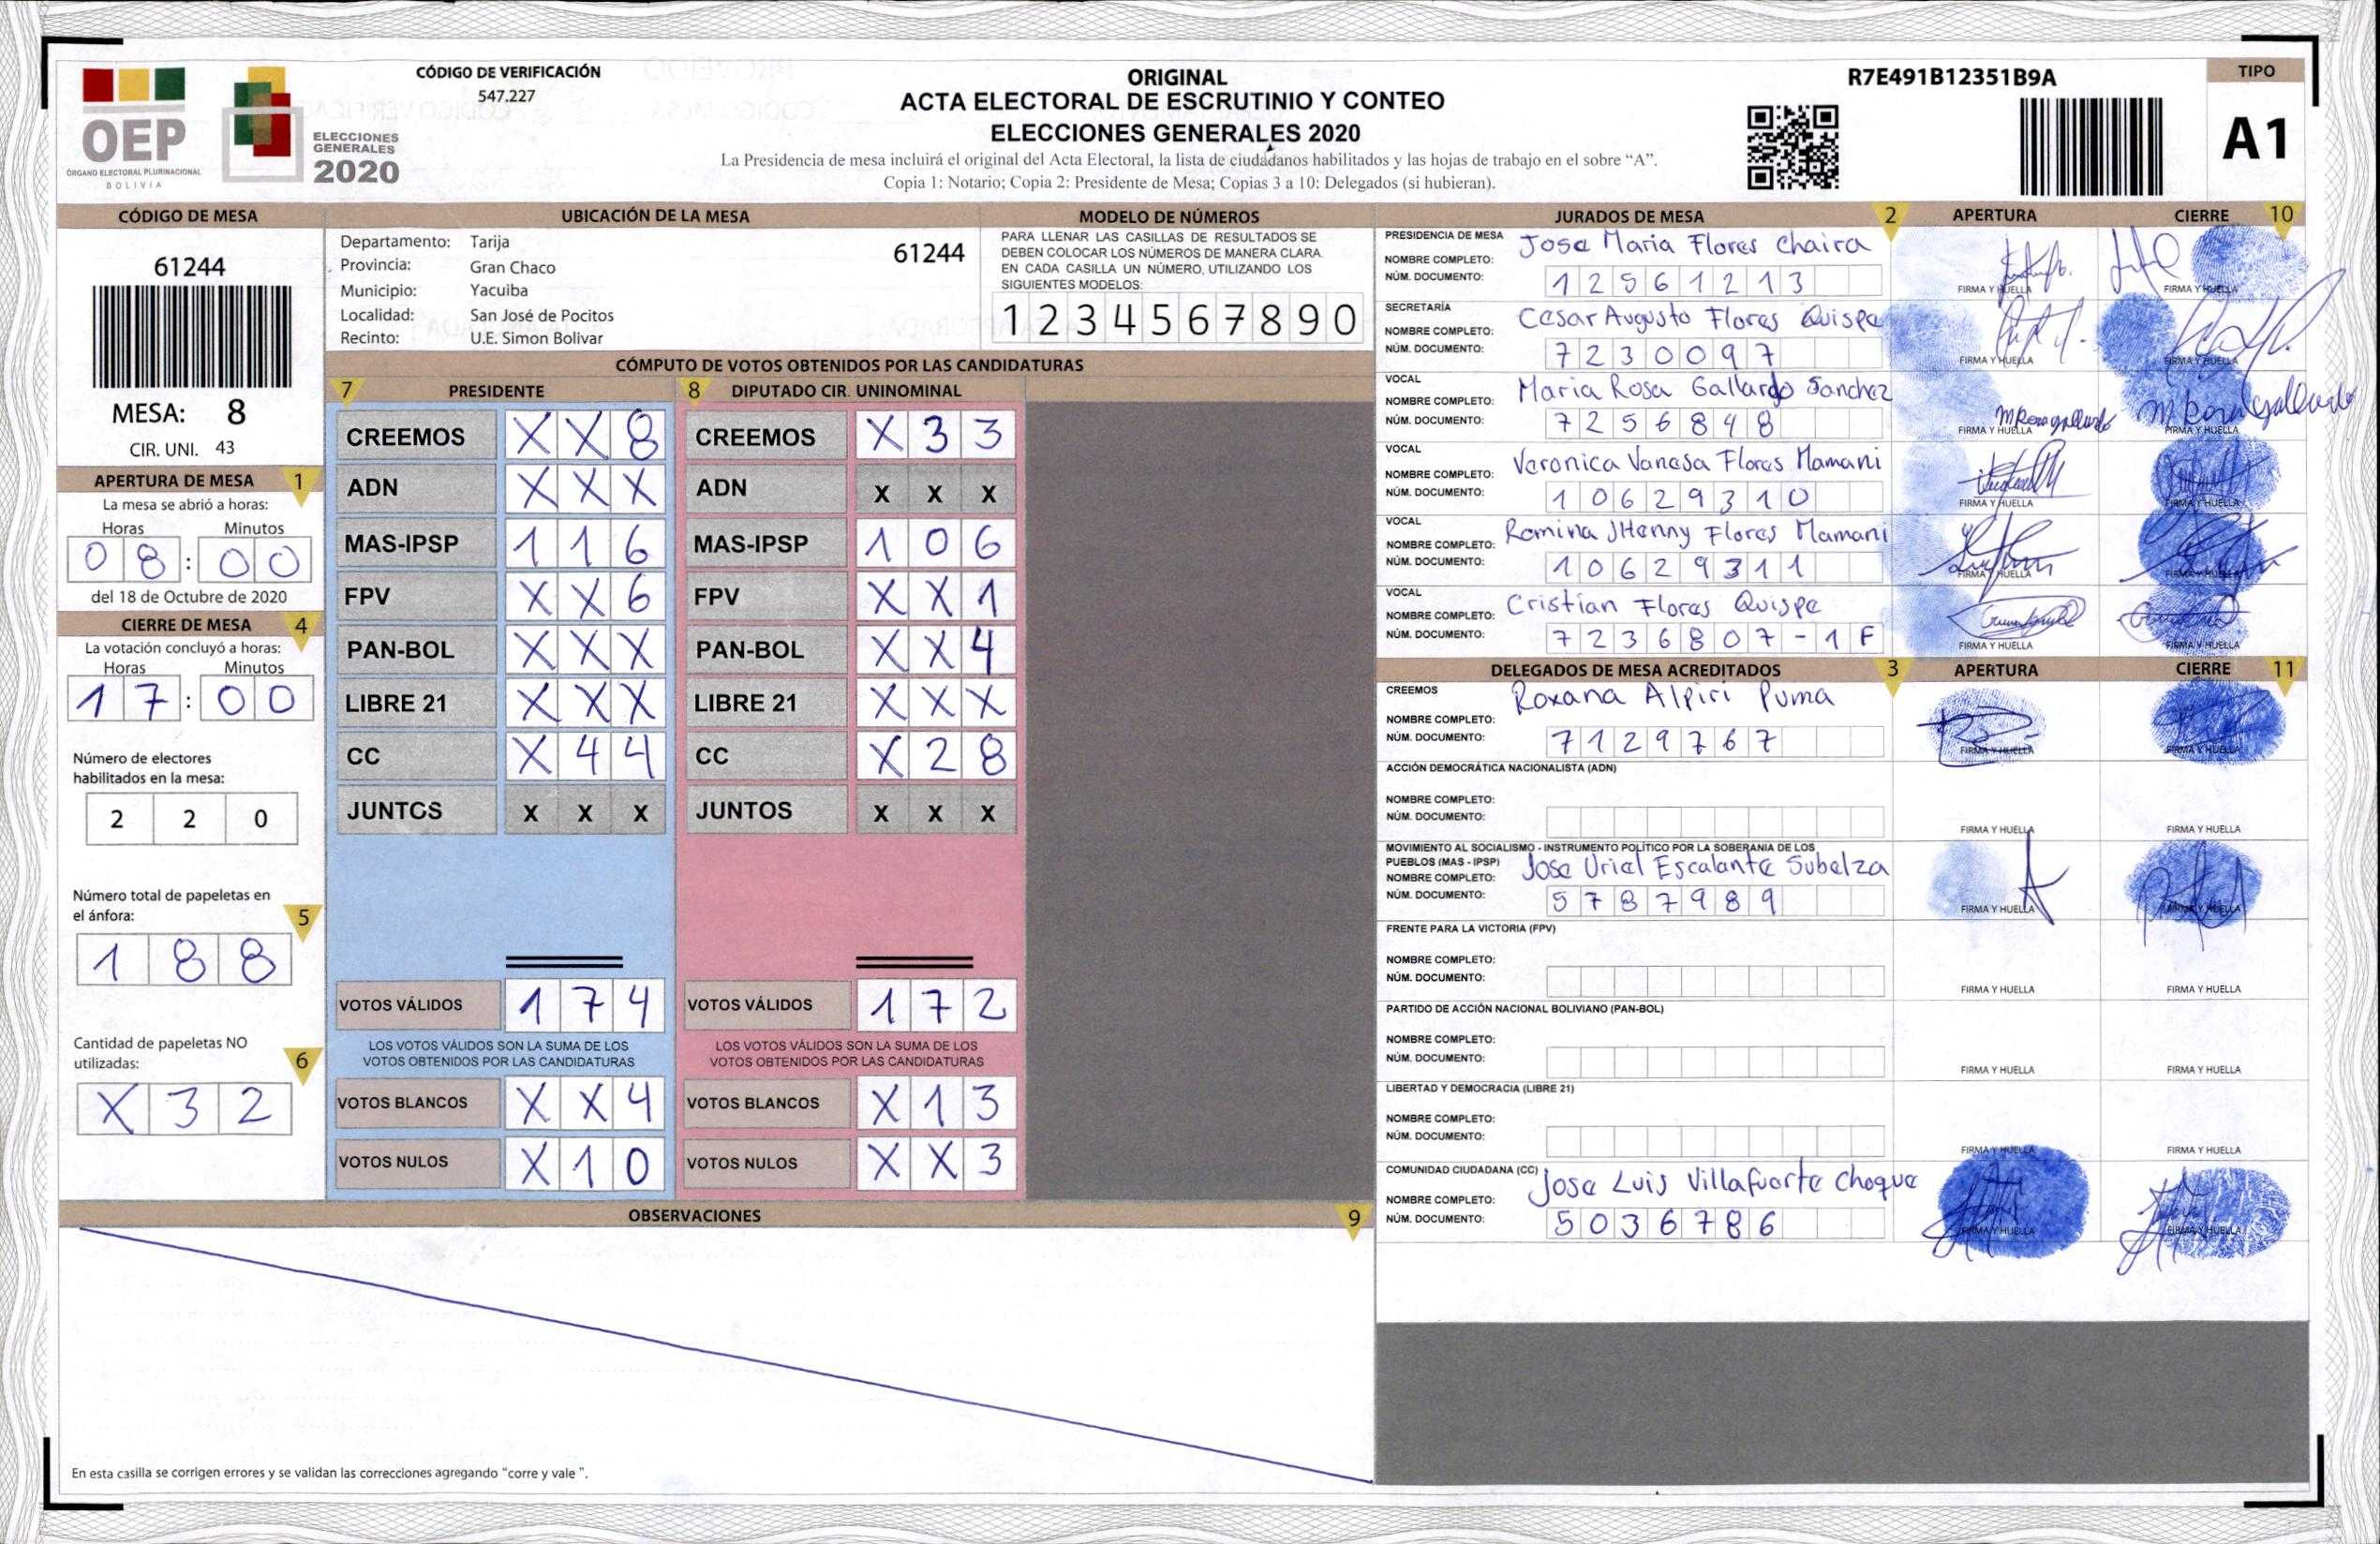 OEP
ÓRGANO ELECTORAL PLURINACIONAL
BOLIVIA
ELECCIONES
GENERALES
2020
CÓDIGO DE VERIFICACIÓN
547.227
ORIGINAL
ACTA ELECTORAL DE ESCRUTINIO Y CONTEO
ELECCIONES GENERALES 2020
La Presidencia de mesa incluirá el original del Acta Electoral, la lista de ciudadanos habilitados y las hojas de trabajo en el sobre “A”.
Copia 1: Notario; Copia 2: Presidente de Mesa; Copias 3 a 10: Delegados (si hubieran).
R7E491B12351B9A
TIPO
A1
CÓDIGO DE MESA
61244
MESA: 8
CIR. UNI. 43
APERTURA DE MESA 1
La mesa se abrió a horas:
Horas Minutos
08:00
del 18 de Octubre de 2020
CIERRE DE MESA 4
La votación concluyó a horas:
Horas Minutos
17:00
Número de electores
habilitados en la mesa:
2 2 0
Número total de papeletas en
el ánfora: 5
1 8 8
Cantidad de papeletas NO
utilizadas: 6
X 3 2
UBICACIÓN DE LA MESA
Departamento: Tarija
61244
Provincia: Gran Chaco
Municipio: Yacuiba
Localidad: San José de Pocitos
Recinto: U.E. Simon Bolivar
MODELO DE NÚMEROS
PARA LLENAR LAS CASILLAS DE RESULTADOS SE
DEBEN COLOCAR LOS NÚMEROS DE MANERA CLARA.
EN CADA CASILLA UN NÚMERO, UTILIZANDO LOS
SIGUIENTES MODELOS:
1 2 3 4 5 6 7 8 9 0
CÓMPUTO DE VOTOS OBTENIDOS POR LAS CANDIDATURAS
7 PRESIDENTE 8 DIPUTADO CIR. UNINOMINAL
CREEMOS X X 8 CREEMOS X 3 3
ADN X X X ADN X X X
MAS-IPSP 1 1 6 MAS-IPSP 1 0 6
FPV X X 6 FPV X X 1
PAN-BOL X X X PAN-BOL X X 4
LIBRE 21 X X X LIBRE 21 X X X
CC X 4 4 CC X 2 8
JUNTOS X X X JUNTOS X X X
VOTOS VÁLIDOS 1 7 4 VOTOS VÁLIDOS 1 7 2
LOS VOTOS VÁLIDOS SON LA SUMA DE LOS LOS VOTOS VÁLIDOS SON LA SUMA DE LOS
VOTOS OBTENIDOS POR LAS CANDIDATURAS VOTOS OBTENIDOS POR LAS CANDIDATURAS
VOTOS BLANCOS X X 4 VOTOS BLANCOS X 1 3
VOTOS NULOS X 1 0 VOTOS NULOS X X 3
OBSERVACIONES 9
En esta casilla se corrigen errores y se validan las correcciones agregando “corre y vale ”.
JURADOS DE MESA 2 APERTURA CIERRE 10
PRESIDENCIA DE MESA
NOMBRE COMPLETO: Jose Maria Flores Chaira
NÚM. DOCUMENTO: 12561213
FIRMA Y HUELLA FIRMA Y HUELLA
SECRETARÍA
NOMBRE COMPLETO: Cesar Augusto Flores Quispe
NÚM. DOCUMENTO: 7230097
FIRMA Y HUELLA FIRMA Y HUELLA
VOCAL
NOMBRE COMPLETO: Maria Rosa Gallardo Sanchez
NÚM. DOCUMENTO: 7256848
FIRMA Y HUELLA FIRMA Y HUELLA
VOCAL
NOMBRE COMPLETO: Veronica Vanesa Flores Mamani
NÚM. DOCUMENTO: 10629310
FIRMA Y HUELLA FIRMA Y HUELLA
VOCAL
NOMBRE COMPLETO: Romina JHenny Flores Mamani
NÚM. DOCUMENTO: 10629311
FIRMA Y HUELLA FIRMA Y HUELLA
VOCAL
NOMBRE COMPLETO: Cristian Flores Quispe
NÚM. DOCUMENTO: 7236807-1F
FIRMA Y HUELLA FIRMA Y HUELLA
DELEGADOS DE MESA ACREDITADOS 3 APERTURA CIERRE 11
CREEMOS
NOMBRE COMPLETO: Roxana Alpiri Puma
NÚM. DOCUMENTO: 7129767
FIRMA Y HUELLA FIRMA Y HUELLA
ACCIÓN DEMOCRÁTICA NACIONALISTA (ADN)
NOMBRE COMPLETO:
NÚM. DOCUMENTO:
FIRMA Y HUELLA FIRMA Y HUELLA
MOVIMIENTO AL SOCIALISMO - INSTRUMENTO POLÍTICO POR LA SOBERANIA DE LOS
PUEBLOS (MAS - IPSP)
NOMBRE COMPLETO: Jose Uriel Escalante Subelza
NÚM. DOCUMENTO: 5787989
FIRMA Y HUELLA FIRMA Y HUELLA
FRENTE PARA LA VICTORIA (FPV)
NOMBRE COMPLETO:
NÚM. DOCUMENTO:
FIRMA Y HUELLA FIRMA Y HUELLA
PARTIDO DE ACCIÓN NACIONAL BOLIVIANO (PAN-BOL)
NOMBRE COMPLETO:
NÚM. DOCUMENTO:
FIRMA Y HUELLA FIRMA Y HUELLA
LIBERTAD Y DEMOCRACIA (LIBRE 21)
NOMBRE COMPLETO:
NÚM. DOCUMENTO:
FIRMA Y HUELLA FIRMA Y HUELLA
COMUNIDAD CIUDADANA (CC)
NOMBRE COMPLETO: Jose Luis Villafuerte Choque
NÚM. DOCUMENTO: 5036786
FIRMA Y HUELLA FIRMA Y HUELLA